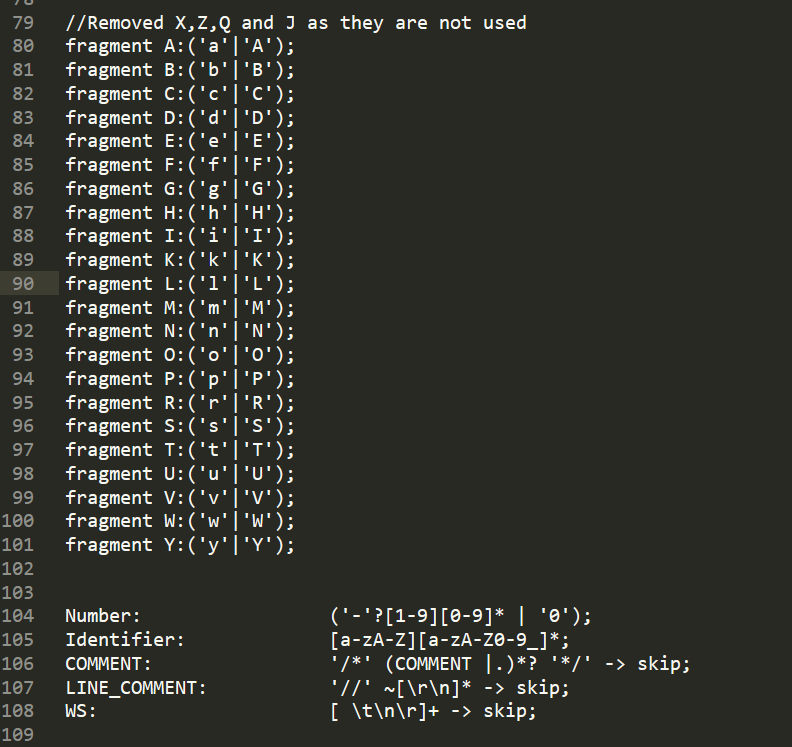 79 //Removed X,Z,Q and J as they are not used
80 fragment A:('a'|'A');
81 fragment B:('b'|'B');
82 fragment C:('c'|'C');
83 fragment D:('d'|'D');
84 fragment E:('e'|'E');
85 fragment F:('f'|'F');
86 fragment G:('g'|'G');
87 fragment H:('h'|'H');
88 fragment I:('i'|'I');
89 fragment K:('k'|'K');
90 fragment L:('l'|'L');
91 fragment M:('m'|'M');
92 fragment N:('n'|'N');
93 fragment O:('o'|'O');
94 fragment P:('p'|'P');
95 fragment R:('r'|'R');
96 fragment S:('s'|'S');
97 fragment T:('t'|'T');
98 fragment U:('u'|'U');
99 fragment V:('v'|'V');
100 fragment W:('w'|'W');
101 fragment Y:('y'|'Y');
102
103
104 Number: ('-'?[1-9][0-9]* | '0');
105 Identifier: [a-zA-Z][a-zA-Z0-9_]*;
106 COMMENT: '/*' (COMMENT |.)*? '*/' -> skip;
107 LINE_COMMENT: '//' ~[\r\n]* -> skip;
108 WS: [ \t\n\r]+ -> skip;
109